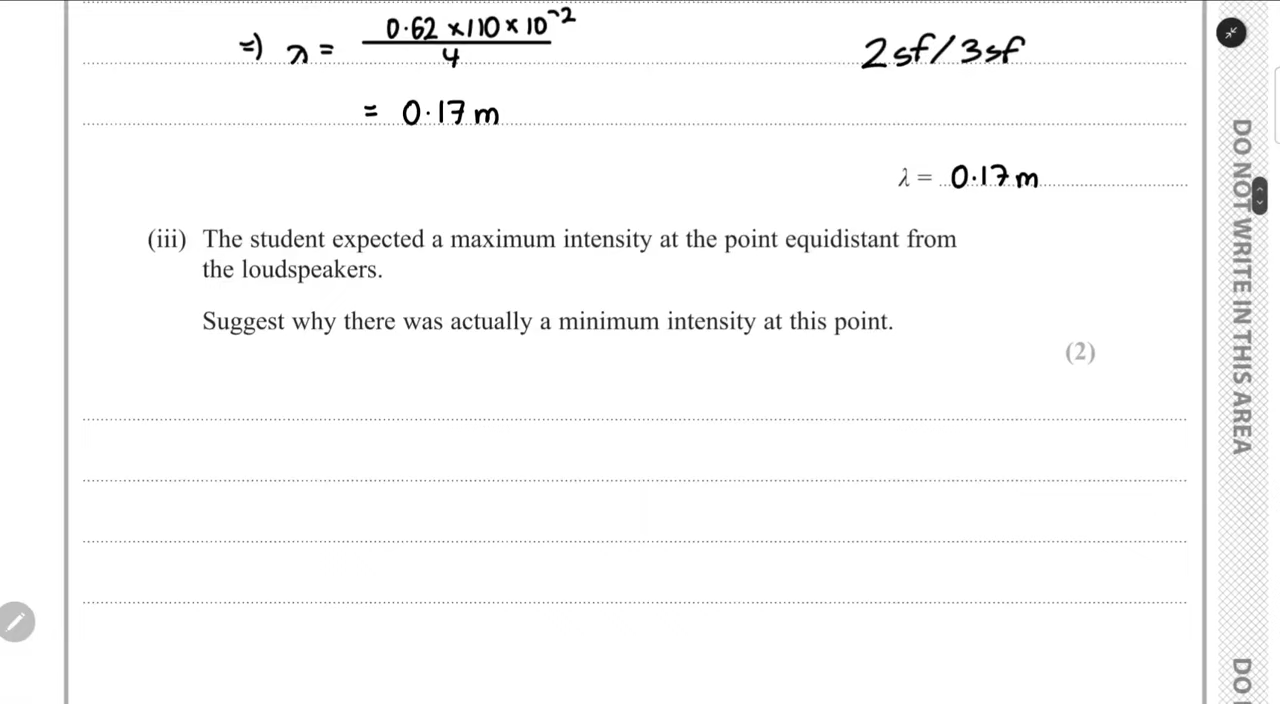 0.62 × 110 × 10^-2
=) λ = 4
2sf/3sf
= 0.17 m
λ = 0.17 m
(iii) The student expected a maximum intensity at the point equidistant from
the loudspeakers.
Suggest why there was actually a minimum intensity at this point.
(2)
DO NOT WRITE IN THIS AREA
DO